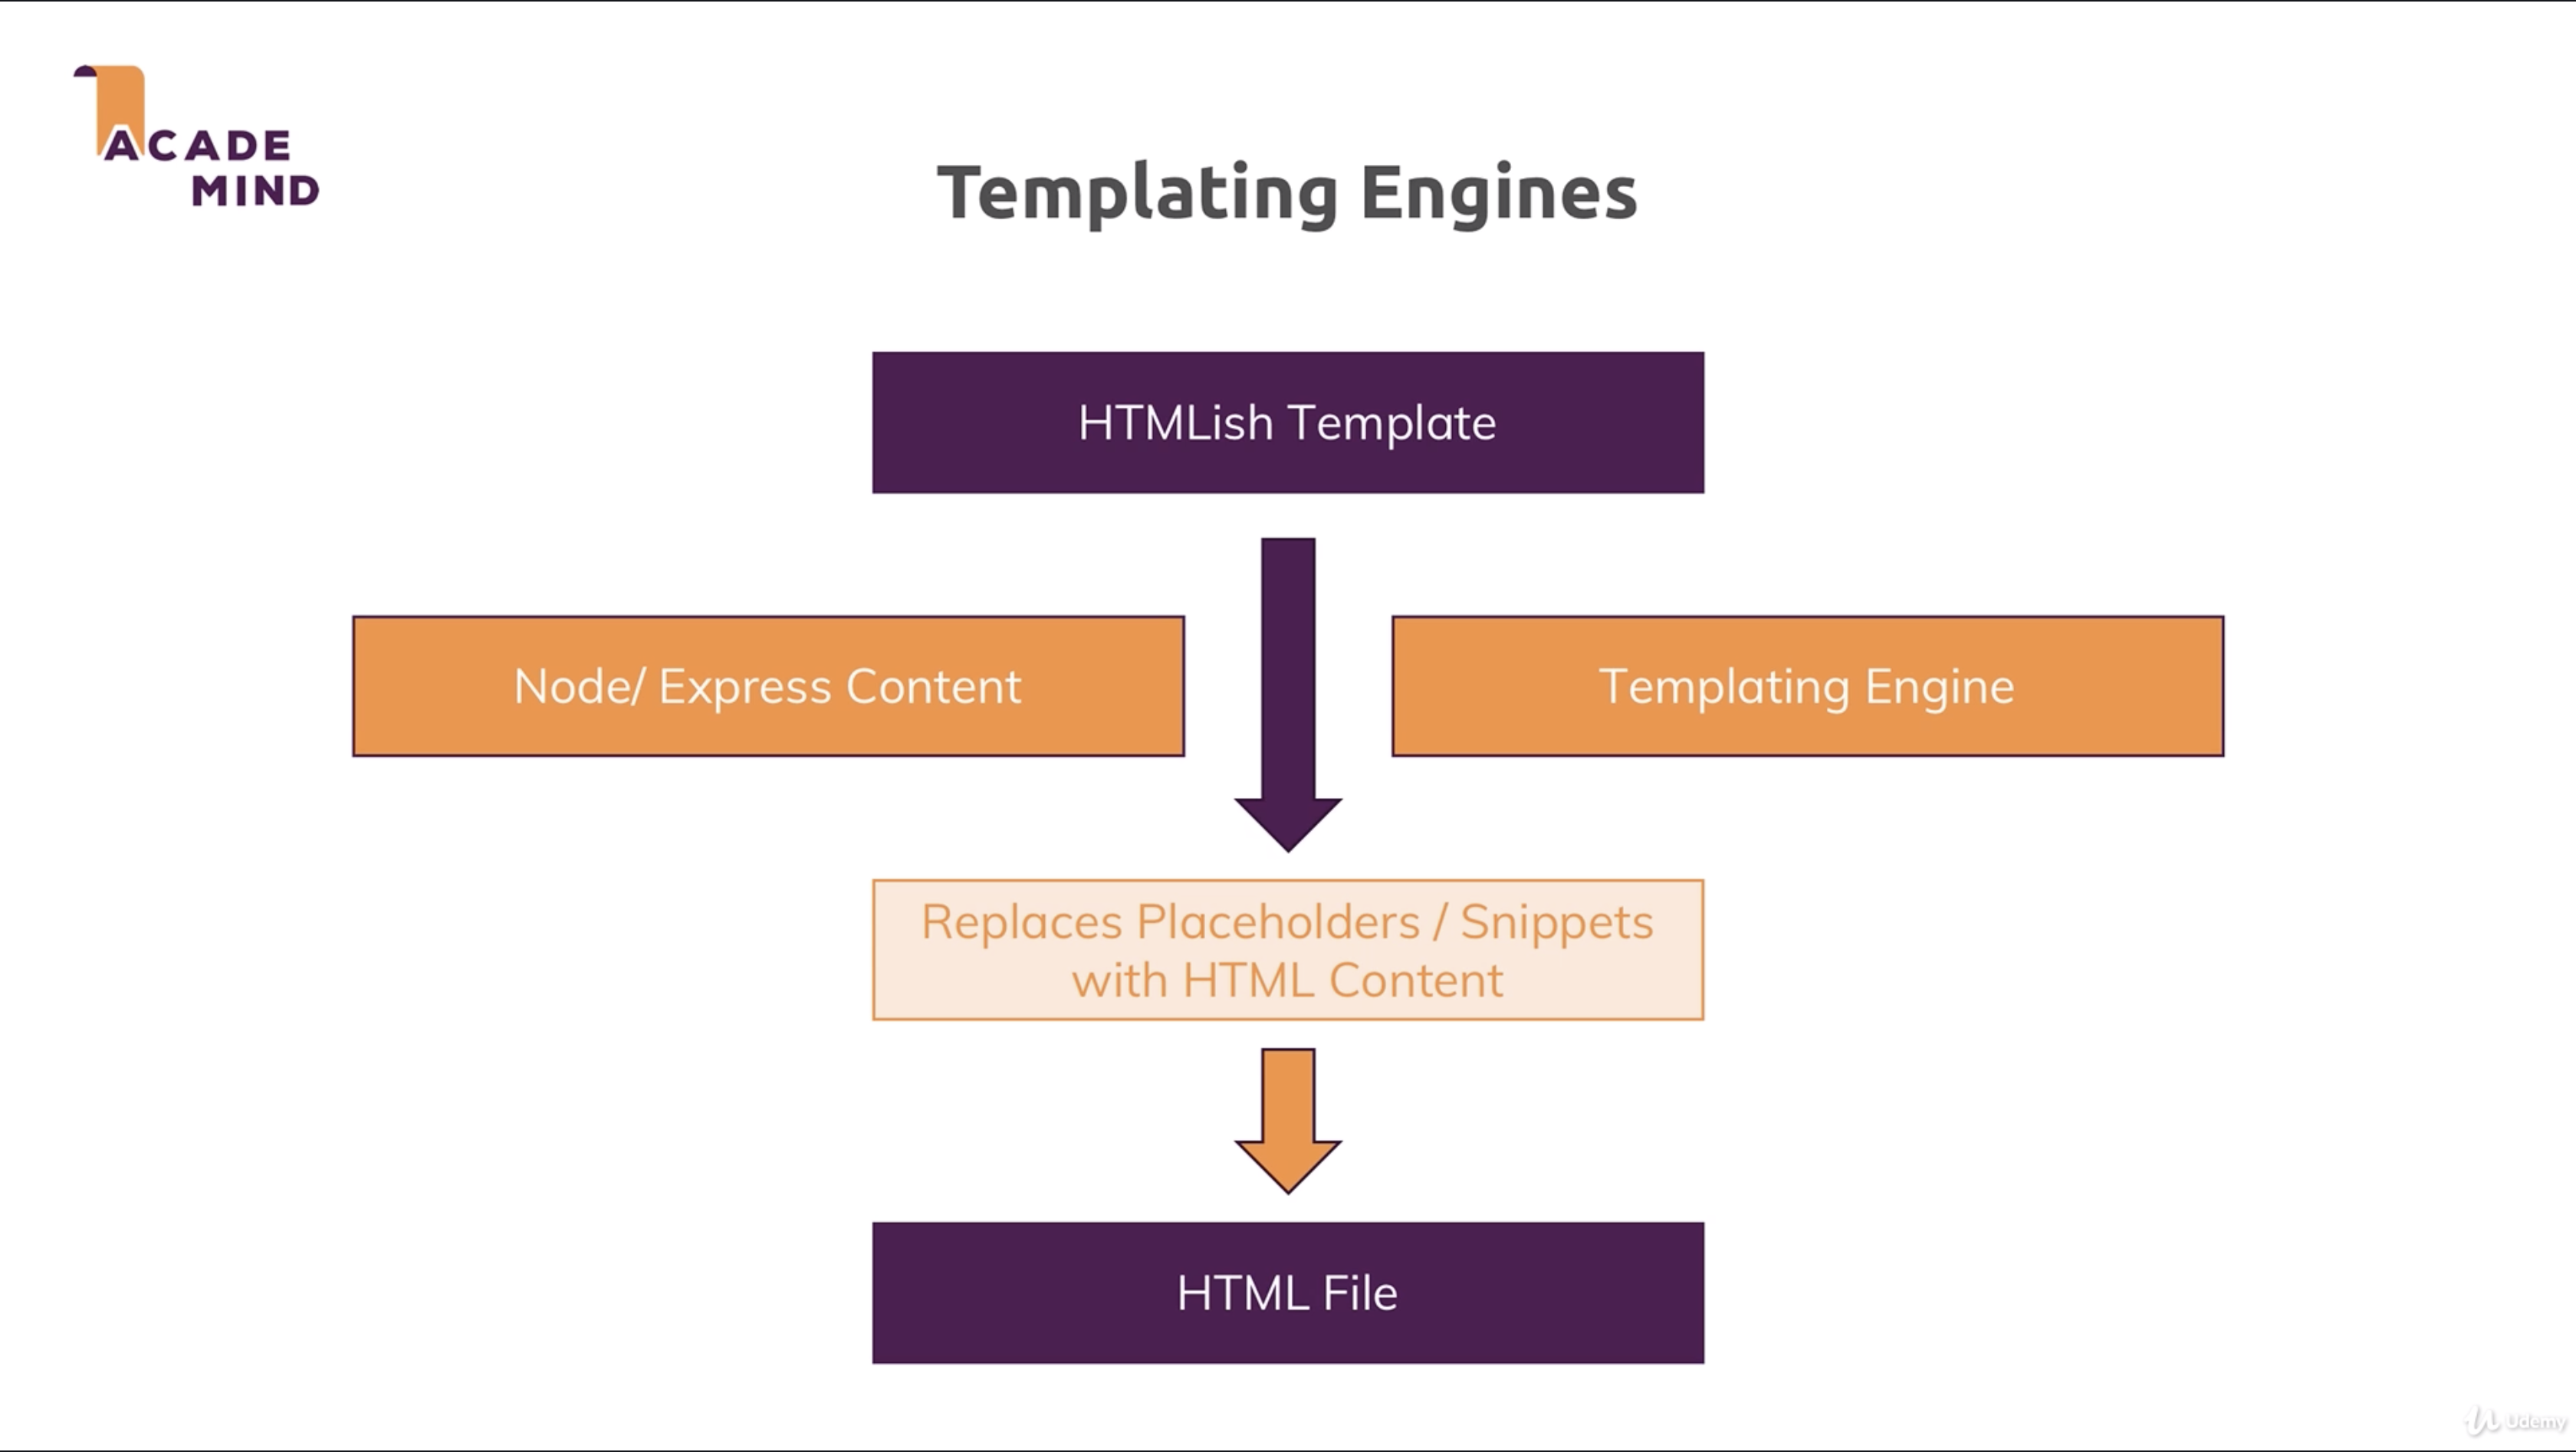 ACADE
MIND
Templating Engines
HTMLish Template
Node/ Express Content
Templating Engine
Replaces Placeholders / Snippets
with HTML Content
HTML File
Udemy